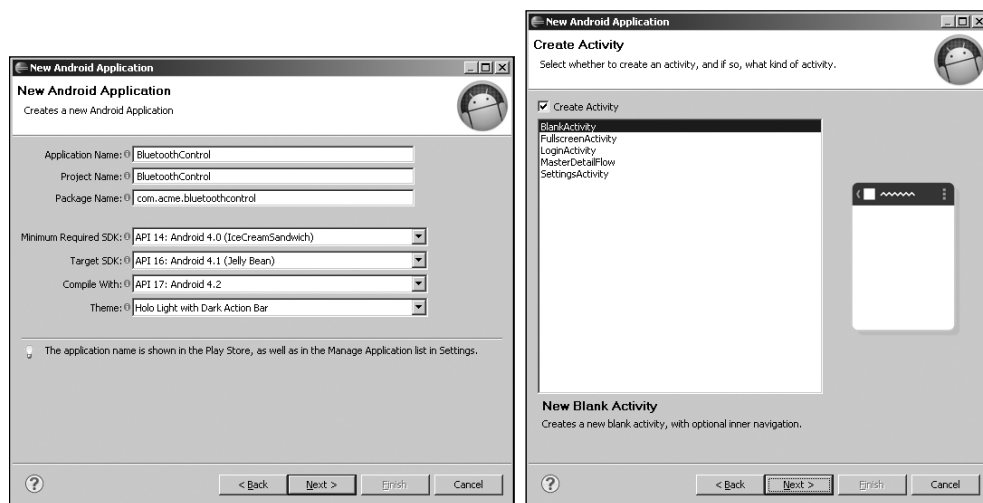 New Android Application
New Android Application
Creates a new Android Application
Application Name: BluetoothControl
Project Name: BluetoothControl
Package Name: com.acme.bluetoothcontrol
Minimum Required SDK: API 14: Android 4.0 (IceCreamSandwich)
Target SDK: API 16: Android 4.1 (Jelly Bean)
Compile With: API 17: Android 4.2
Theme: Holo Light with Dark Action Bar
The application name is shown in the Play Store, as well as in the Manage Application list in Settings.
? < Back Next > Finish Cancel
New Android Application
Create Activity
Select whether to create an activity, and if so, what kind of activity.
Create Activity
BlankActivity
FullscreenActivity
LoginActivity
MasterDetailFlow
SettingsActivity
New Blank Activity
Creates a new blank activity, with optional inner navigation.
? < Back Next > Finish Cancel